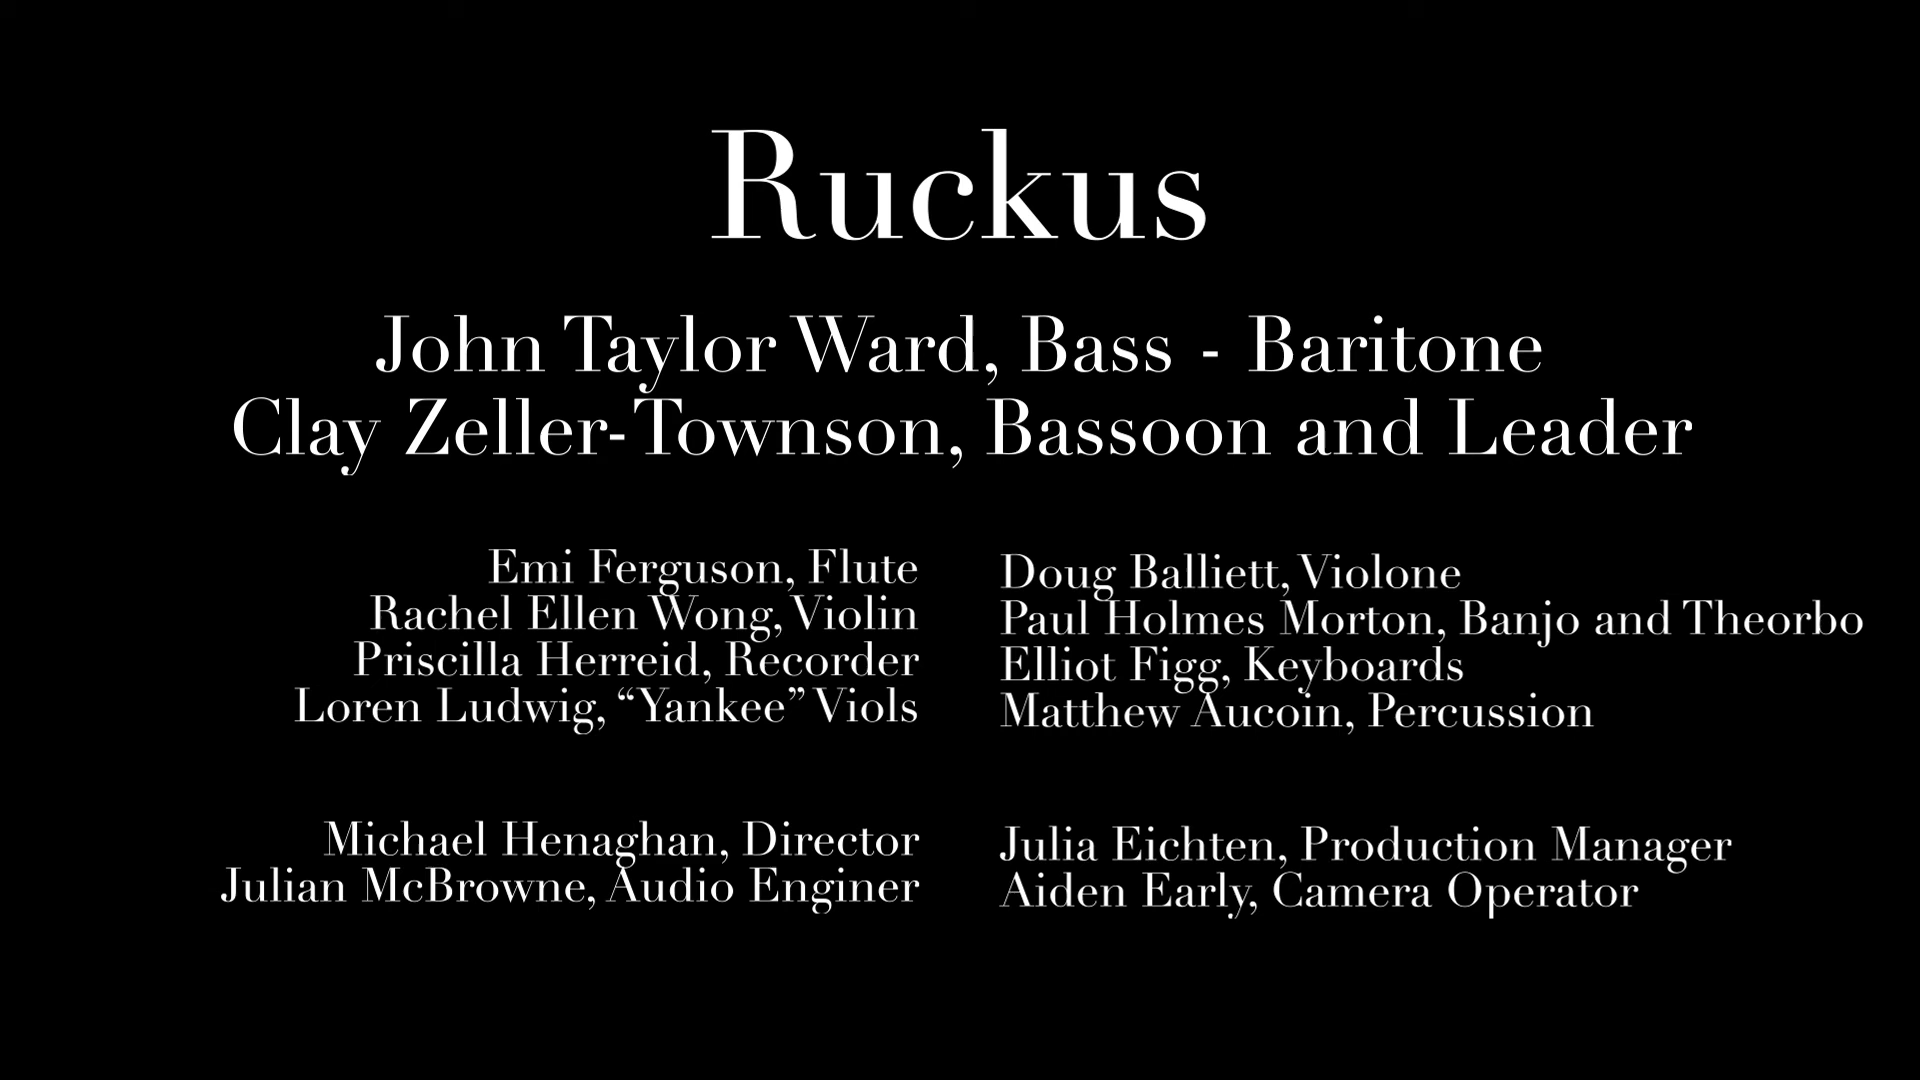 Ruckus
John Taylor Ward, Bass - Baritone
Clay Zeller-Townson, Bassoon and Leader
Emi Ferguson, Flute
Rachel Ellen Wong, Violin
Priscilla Herreid, Recorder
Loren Ludwig, “Yankee” Viols
Doug Balliett, Violone
Paul Holmes Morton, Banjo and Theorbo
Elliot Figg, Keyboards
Matthew Aucoin, Percussion
Michael Henaghan, Director
Julian McBrowne, Audio Enginer
Julia Eichten, Production Manager
Aiden Early, Camera Operator